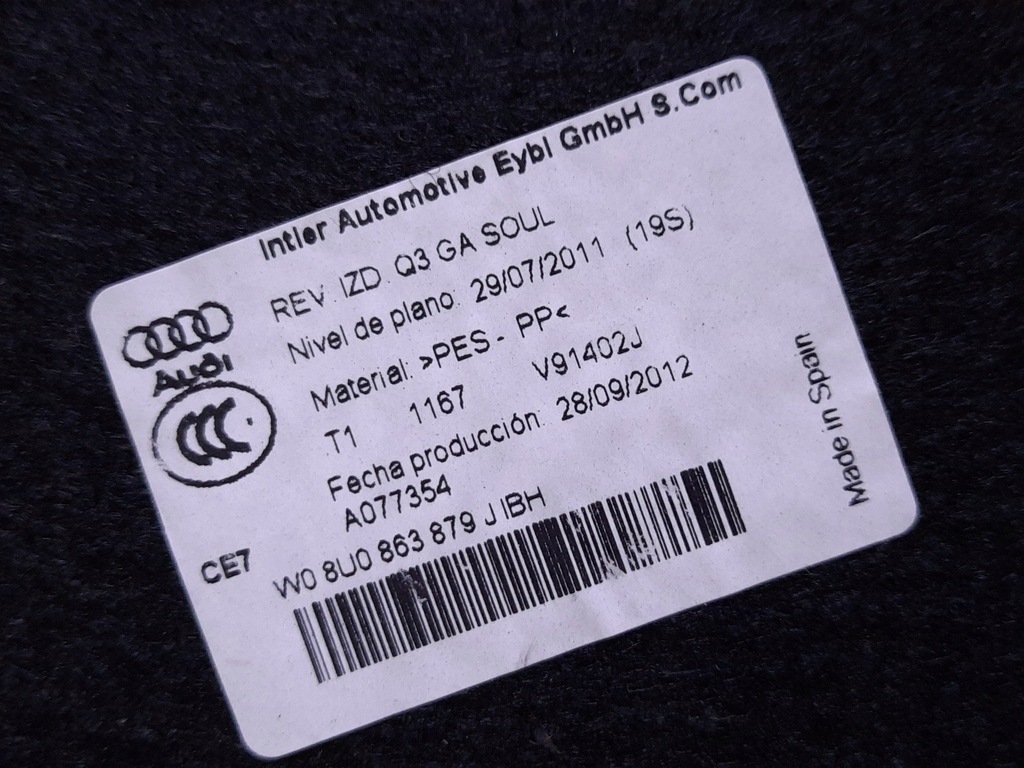 Intier Automotive Eybl GmbH S.Com
REV. IZD. Q3 GA SOUL
Nivel de plano: 29/07/2011 (19S)
Material: >PES - PP<
T1 1167 V91402J
Fecha producción: 28/09/2012
A077354
W0 8U0 863 879 J IBH
AUDI
CCC
CE7
Made in Spain